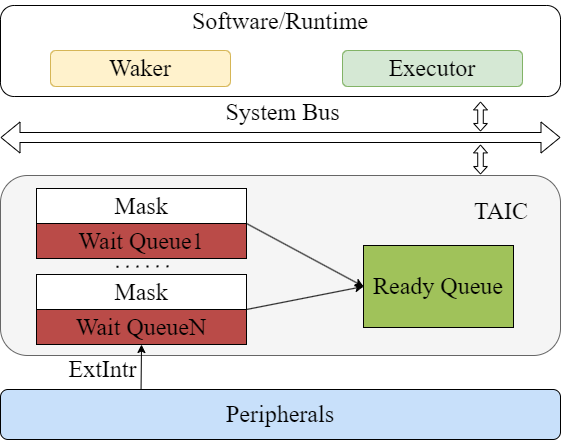 Software/Runtime
Waker
Executor
System Bus
TAIC
Mask
Wait Queue1
......
Mask
Wait QueueN
Ready Queue
ExtIntr
Peripherals